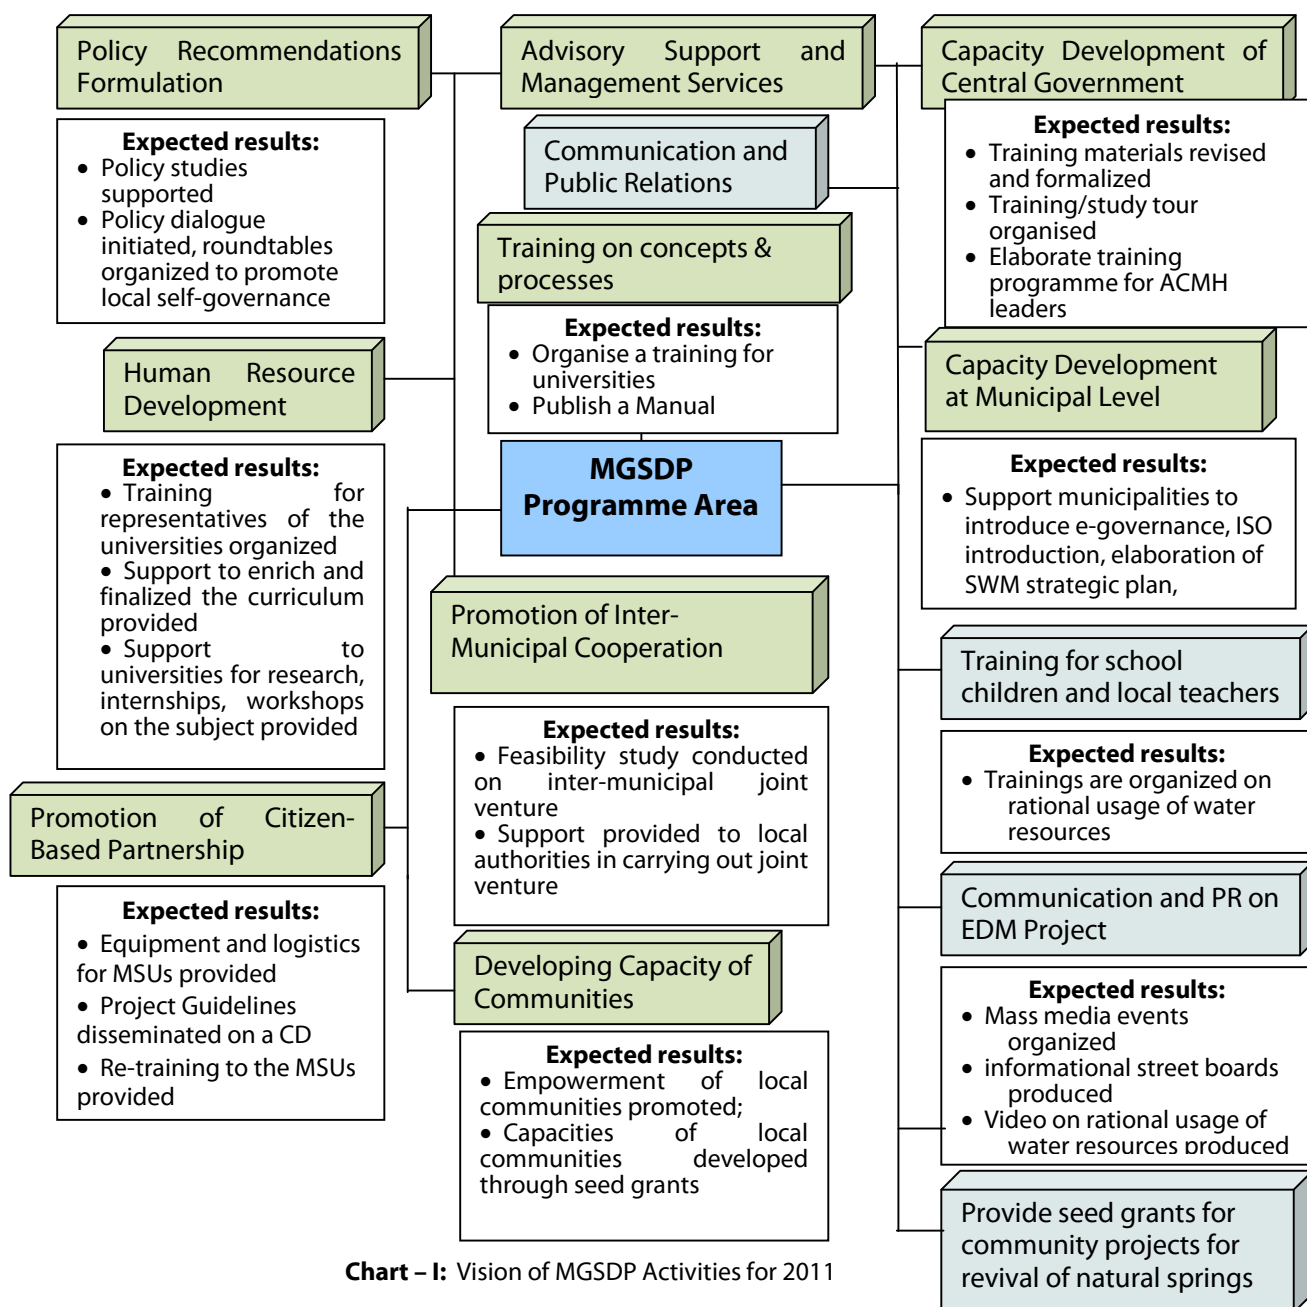 Policy Recommendations
Formulation
Expected results:
• Policy studies
supported
• Policy dialogue
initiated, roundtables
organized to promote
local self-governance
Human Resource
Development
Expected results:
• Training for
representatives of the
universities organized
• Support to enrich and
finalized the curriculum
provided
• Support to
universities for research,
internships, workshops
on the subject provided
Promotion of Citizen-
Based Partnership
Expected results:
• Equipment and logistics
for MSUs provided
• Project Guidelines
disseminated on a CD
• Re-training to the MSUs
provided
Advisory Support and
Management Services
Communication and
Public Relations
Training on concepts &
processes
Expected results:
• Organise a training for
universities
• Publish a Manual
MGSDP
Programme Area
Promotion of Inter-
Municipal Cooperation
Expected results:
• Feasibility study conducted
on inter-municipal joint
venture
• Support provided to local
authorities in carrying out joint
venture
Developing Capacity of
Communities
Expected results:
• Empowerment of local
communities promoted;
• Capacities of local
communities developed
through seed grants
Capacity Development of
Central Government
Expected results:
• Training materials revised
and formalized
• Training/study tour
organised
• Elaborate training
programme for ACMH
leaders
Capacity Development
at Municipal Level
Expected results:
• Support municipalities to
introduce e-governance, ISO
introduction, elaboration of
SWM strategic plan,
Training for school
children and local teachers
Expected results:
• Trainings are organized on
rational usage of water
resources
Communication and PR on
EDM Project
Expected results:
• Mass media events
organized
• informational street boards
produced
• Video on rational usage of
water resources produced
Provide seed grants for
community projects for
revival of natural springs
Chart – I: Vision of MGSDP Activities for 2011